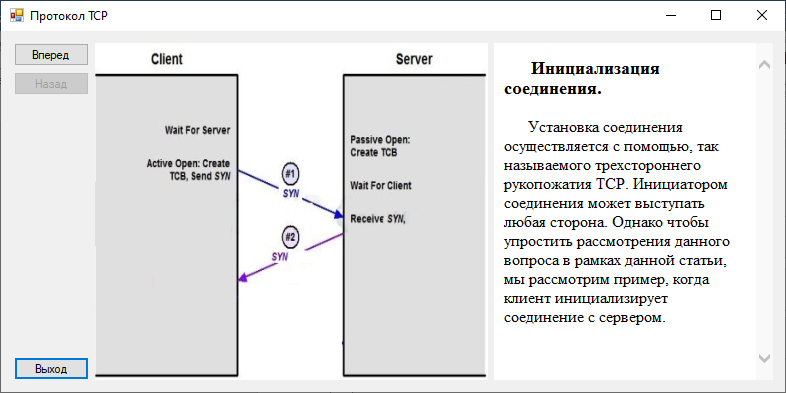 Протокол TCP
Вперед
Назад
Выход
Client
Server
Wait For Server
Active Open: Create
TCB, Send SYN
#1
SYN
#2
SYN
Passive Open:
Create TCB
Wait For Client
Receive SYN,
Инициализация
соединения.
Установка соединения
осуществляется с помощью, так
называемого трехстороннего
рукопожатия TCP. Инициатором
соединения может выступать
любая сторона. Однако чтобы
упростить рассмотрения данного
вопроса в рамках данной статьи,
мы рассмотрим пример, когда
клиент инициализирует
соединение с сервером.